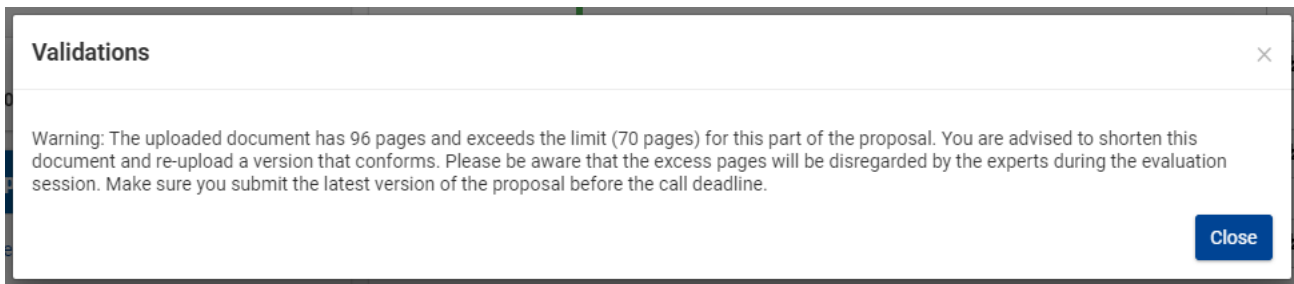 Validations
Warning: The uploaded document has 96 pages and exceeds the limit (70 pages) for this part of the proposal. You are advised to shorten this
document and re-upload a version that conforms. Please be aware that the excess pages will be disregarded by the experts during the evaluation
session. Make sure you submit the latest version of the proposal before the call deadline.
Close